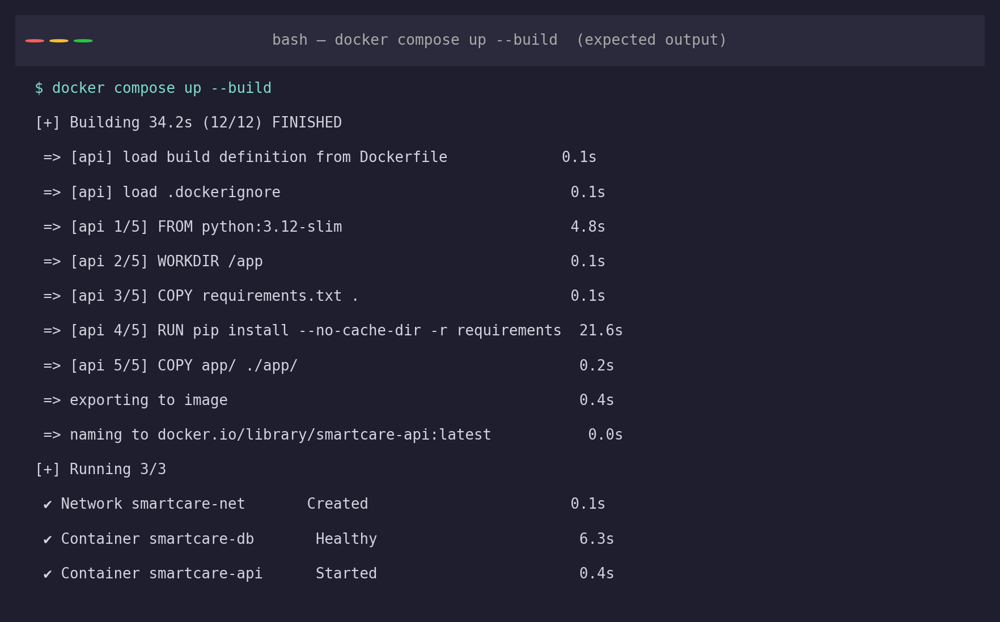 bash — docker compose up --build  (expected output)
$ docker compose up --build
[+] Building 34.2s (12/12) FINISHED
 => [api] load build definition from Dockerfile             0.1s
 => [api] load .dockerignore                                 0.1s
 => [api 1/5] FROM python:3.12-slim                          4.8s
 => [api 2/5] WORKDIR /app                                   0.1s
 => [api 3/5] COPY requirements.txt .                        0.1s
 => [api 4/5] RUN pip install --no-cache-dir -r requirements  21.6s
 => [api 5/5] COPY app/ ./app/                                0.2s
 => exporting to image                                        0.4s
 => naming to docker.io/library/smartcare-api:latest           0.0s
[+] Running 3/3
 ✔ Network smartcare-net       Created                       0.1s
 ✔ Container smartcare-db       Healthy                       6.3s
 ✔ Container smartcare-api      Started                       0.4s